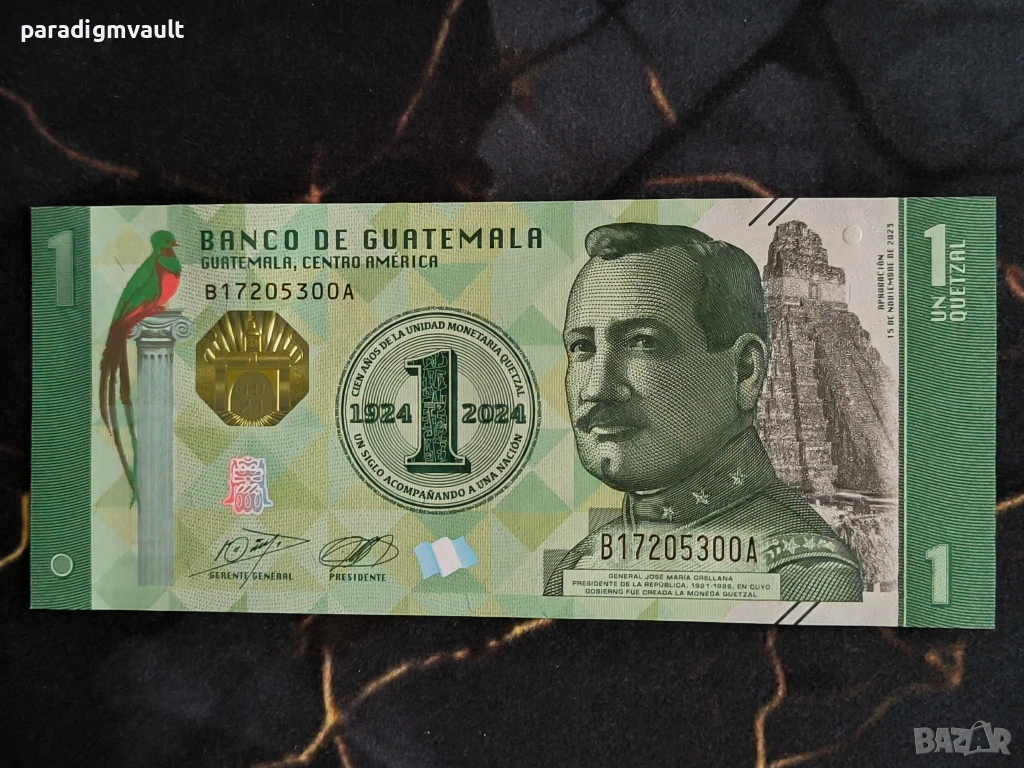 paradigmvault
1
BANCO DE GUATEMALA
GUATEMALA, CENTRO AMÉRICA
B17205300A
CIEN AÑOS DE LA UNIDAD MONETARIA QUETZAL
1924 1 2024
UN SIGLO ACOMPAÑANDO A UNA NACIÓN
GERENTE GENERAL
PRESIDENTE
B17205300A
GENERAL JOSÉ MARÍA ORELLANA
PRESIDENTE DE LA REPÚBLICA, 1921-1926, EN CUYO
GOBIERNO FUE CREADA LA MONEDA QUETZAL
APROBACIÓN
15 DE NOVIEMBRE DE 2023
1
UN
QUETZAL
1
BAZAR